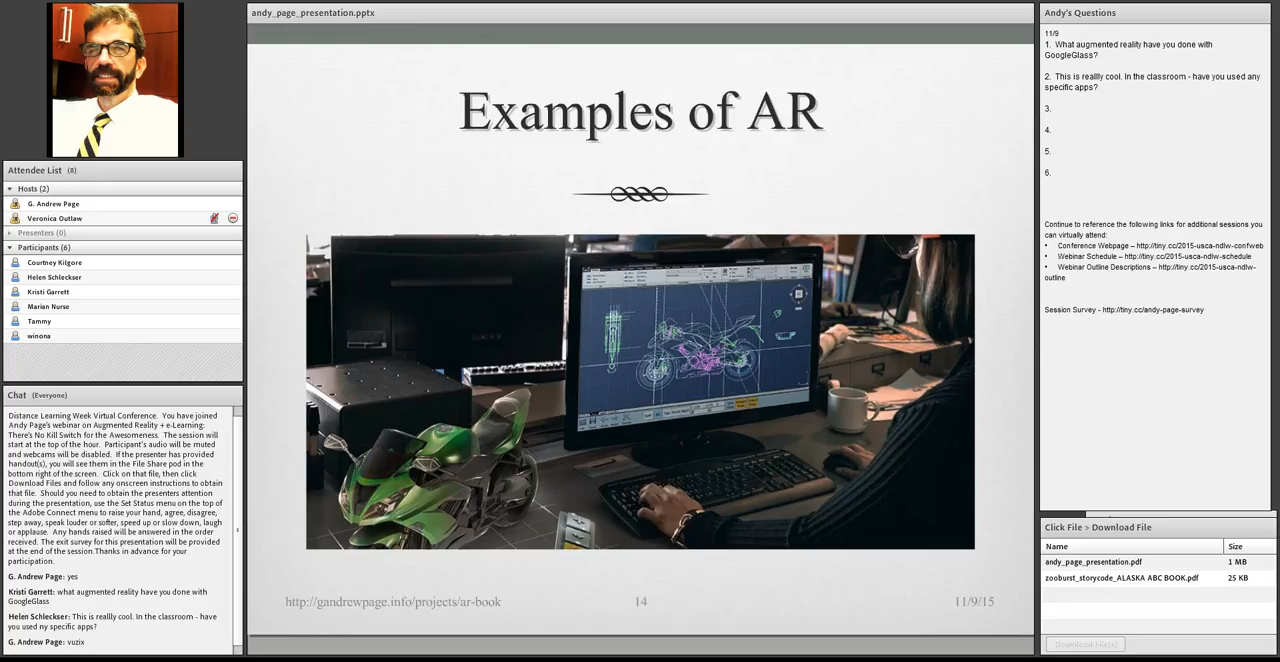 andy_page_presentation.pptx
Examples of AR
http://gandrewpage.info/projects/ar-book
14
11/9/15
Attendee List (8)
Hosts (2)
G. Andrew Page
Veronica Outlaw
Presenters (0)
Participants (6)
Courtney Kilgore
Helen Schleckser
Kristi Garrett
Marian Nurse
Tammy
winona
Chat (Everyone)
Distance Learning Week Virtual Conference. You have joined
Andy Page's webinar on Augmented Reality + e-Learning:
There's No Kill Switch for the Awesomeness. The session will
start at the top of the hour. Participant's audio will be muted
and webcams will be disabled. If the presenter has provided
handout(s), you will see them in the File Share pod in the
bottom right of the screen. Click on that file, then click
Download Files and follow any onscreen instructions to obtain
that file. Should you need to obtain the presenters attention
during the presentation, use the Set Status menu on the top of
the Adobe Connect menu to raise your hand, agree, disagree,
step away, speak louder or softer, speed up or slow down, laugh
or applause. Any hands raised will be answered in the order
received. The exit survey for this presentation will be provided
at the end of the session.Thanks in advance for your
participation.
G. Andrew Page: yes
Kristi Garrett: what augmented reality have you done with
GoogleGlass
Helen Schleckser: This is reallly cool. In the classroom - have
you used ny specific apps?
G. Andrew Page: vuzix
Andy's Questions
11/9
1. What augmented reality have you done with
GoogleGlass?
2. This is reallly cool. In the classroom - have you used any
specific apps?
3.
4.
5.
6.
Continue to reference the following links for additional sessions you
can virtually attend:
• Conference Webpage – http://tiny.cc/2015-usca-ndlw-confweb
• Webinar Schedule – http://tiny.cc/2015-usca-ndlw-schedule
• Webinar Outline Descriptions – http://tiny.cc/2015-usca-ndlw-
outline
Session Survey - http://tiny.cc/andy-page-survey
Click File > Download File
Name Size
andy_page_presentation.pdf 1 MB
zooburst_storycode_ALASKA ABC BOOK.pdf 25 KB
Download File(s)